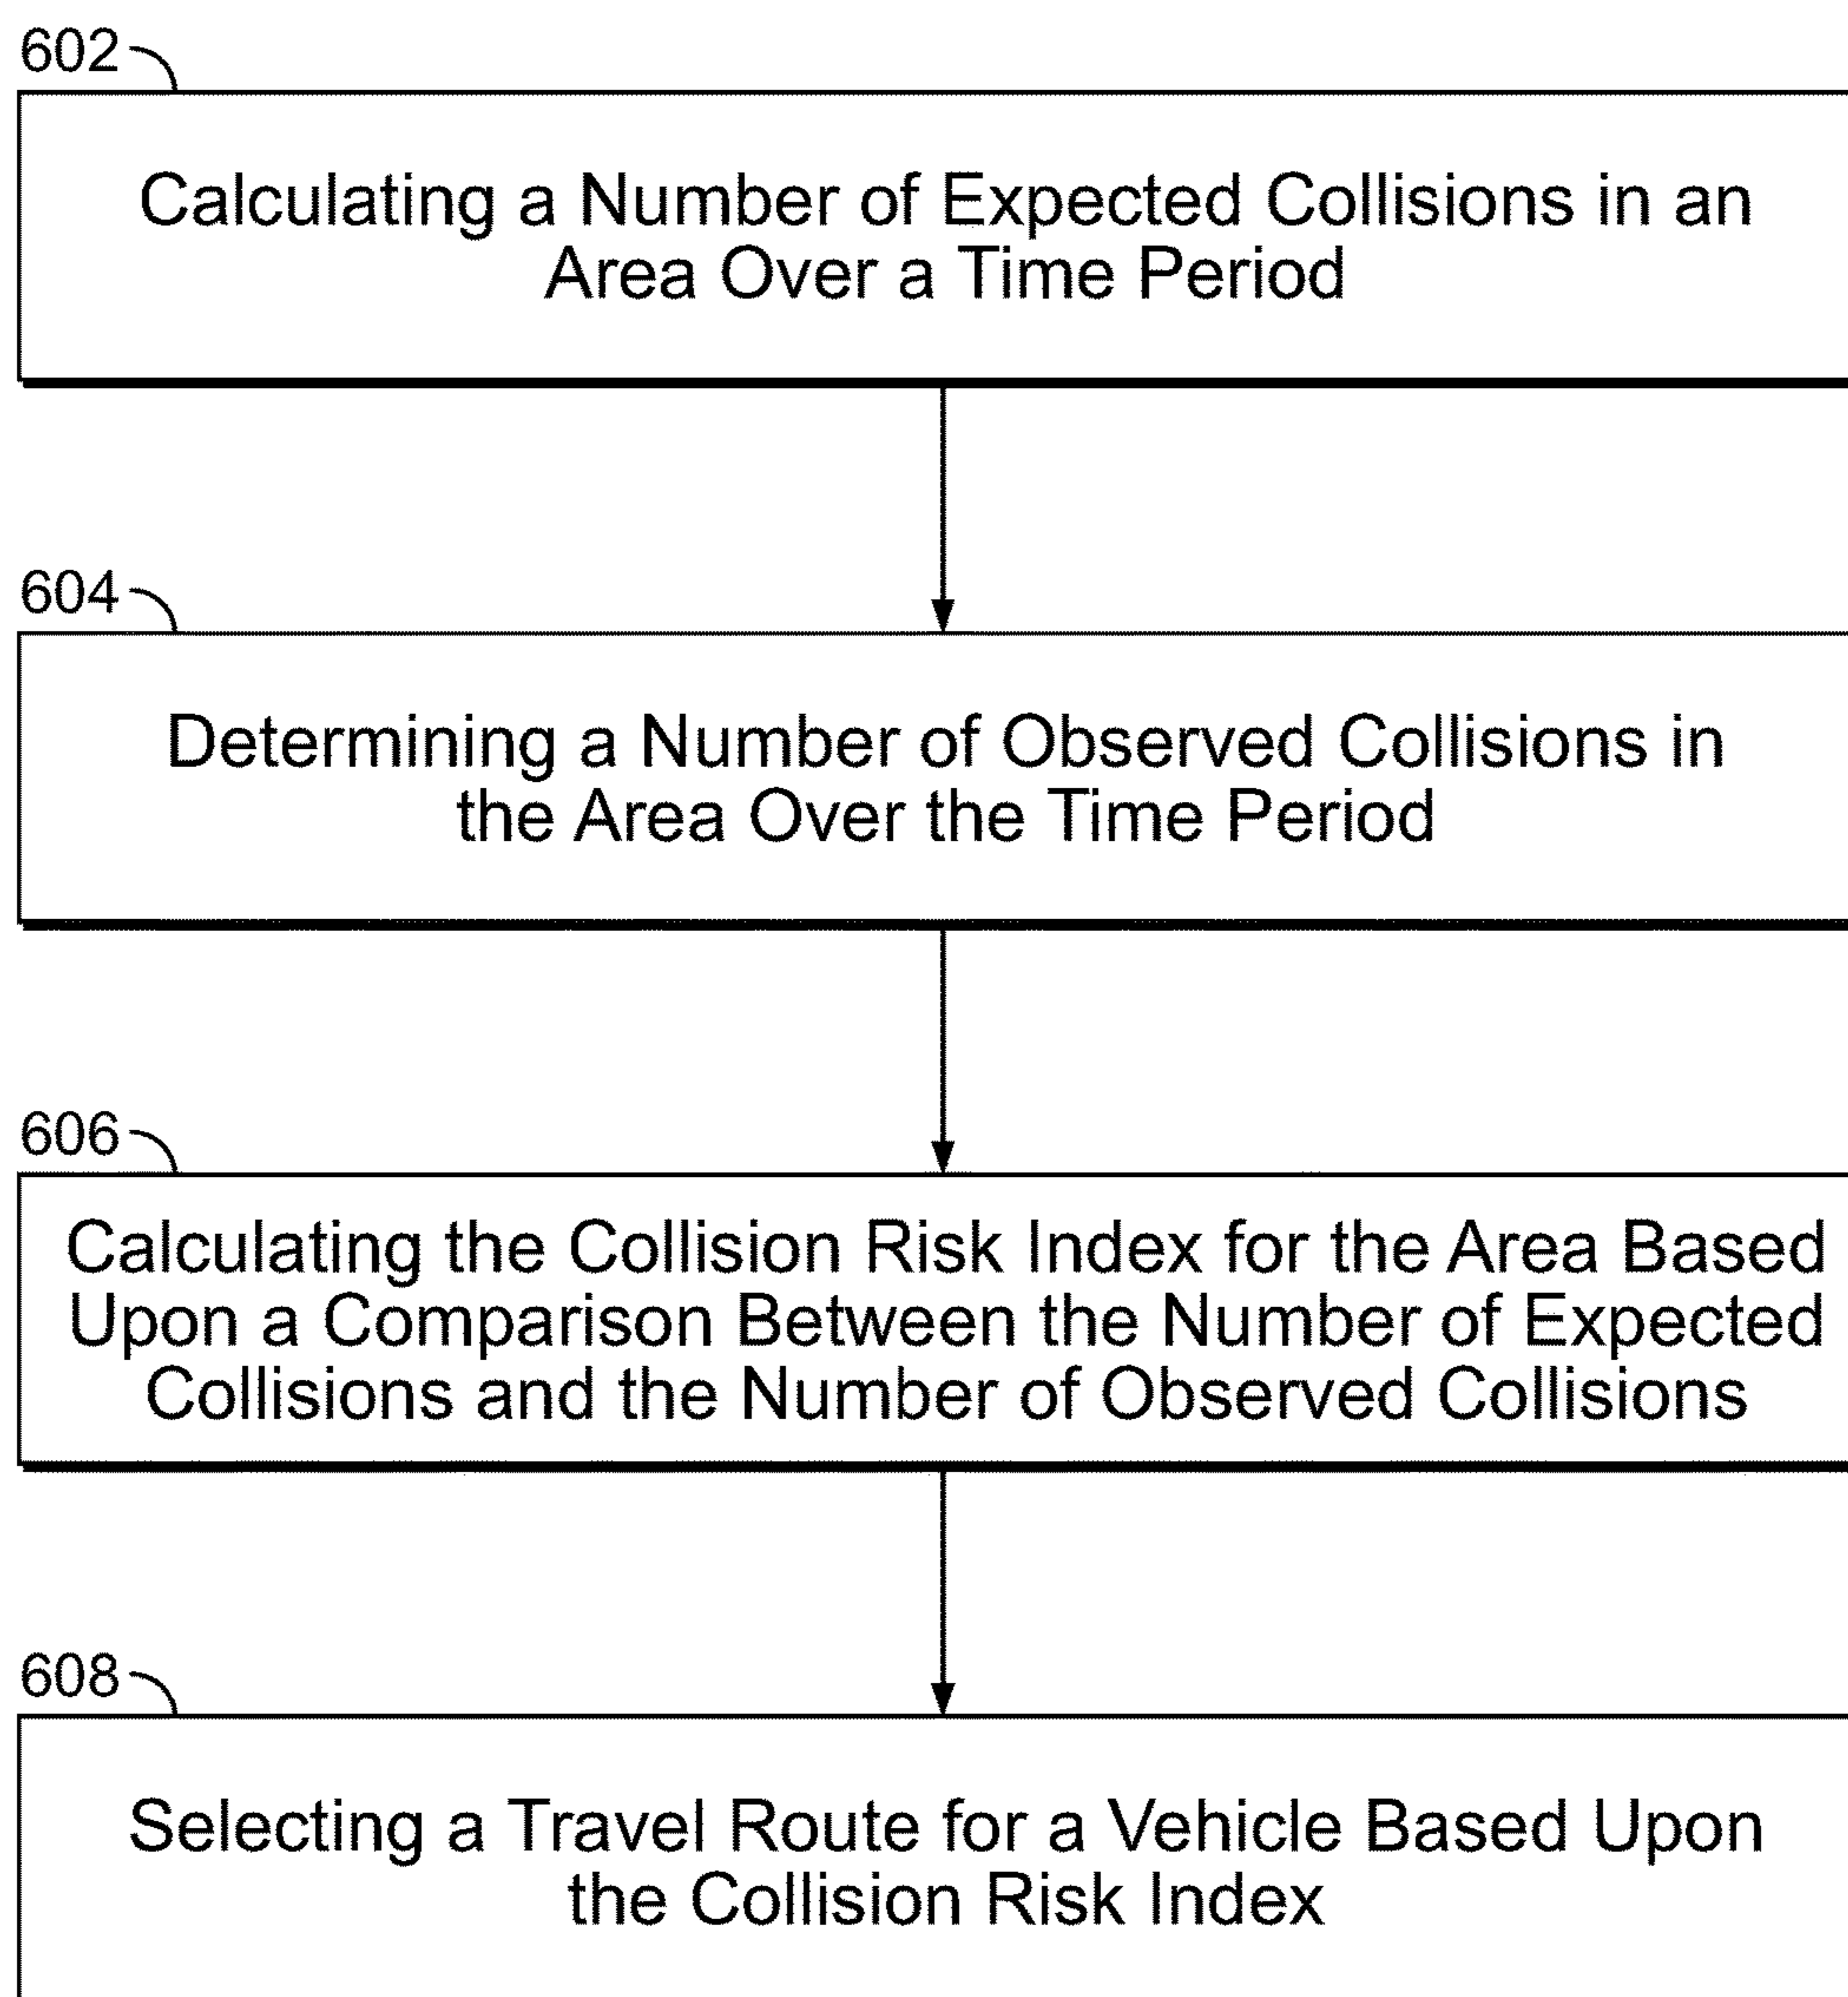 602
Calculating a Number of Expected Collisions in an
Area Over a Time Period
604
Determining a Number of Observed Collisions in
the Area Over the Time Period
606
Calculating the Collision Risk Index for the Area Based
Upon a Comparison Between the Number of Expected
Collisions and the Number of Observed Collisions
608
Selecting a Travel Route for a Vehicle Based Upon
the Collision Risk Index